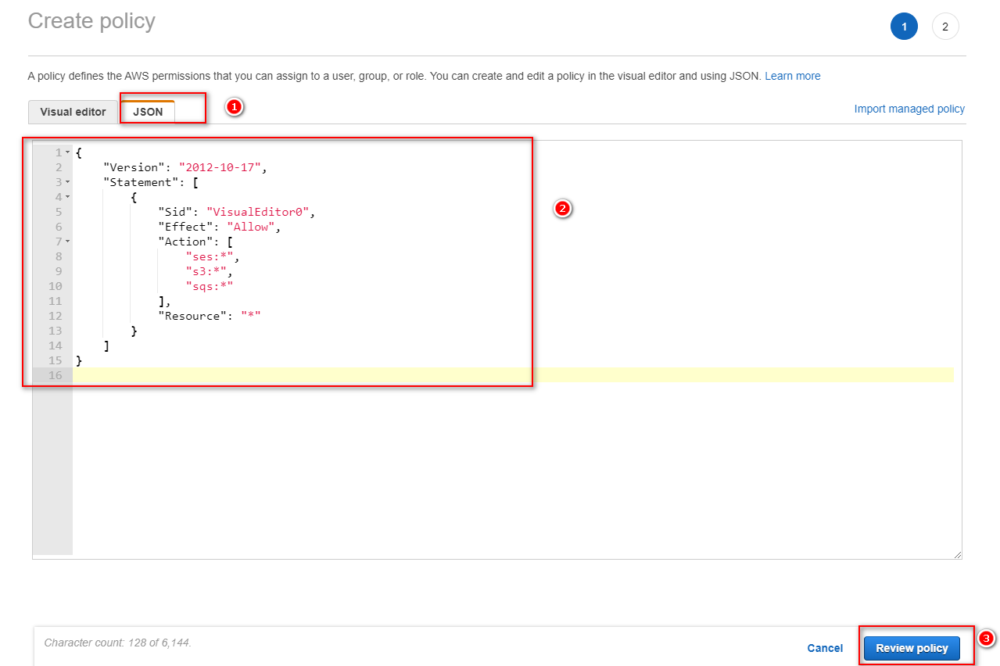 Create policy
1 2
A policy defines the AWS permissions that you can assign to a user, group, or role. You can create and edit a policy in the visual editor and using JSON. Learn more
Visual editor JSON 1 Import managed policy
1 {
2 "Version": "2012-10-17",
3 "Statement": [
4 {
5 "Sid": "VisualEditor0",
2
6 "Effect": "Allow",
7 "Action": [
8 "ses:*",
9 "s3:*",
10 "sqs:*"
11 ],
12 "Resource": "*"
13 }
14 ]
15 }
16
Character count: 128 of 6,144.
Cancel Review policy 3